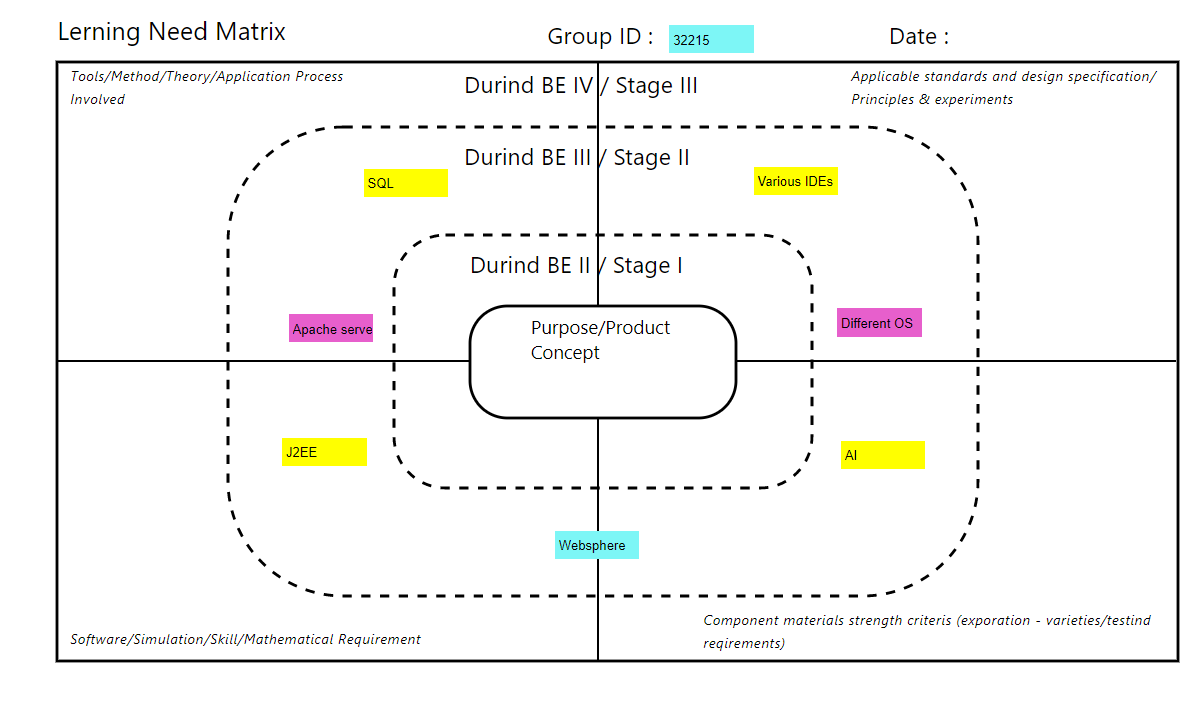 Lerning Need Matrix
Group ID :
32215
Date :
Tools/Method/Theory/Application Process
Involved
Durind BE IV / Stage III
Applicable standards and design specification/
Principles & experiments
Durind BE III / Stage II
SQL
Various IDEs
Durind BE II / Stage I
Apache serve
Purpose/Product
Concept
Different OS
J2EE
AI
Websphere
Software/Simulation/Skill/Mathematical Requirement
Component materials strength criteris (exporation - varieties/testind
reqirements)